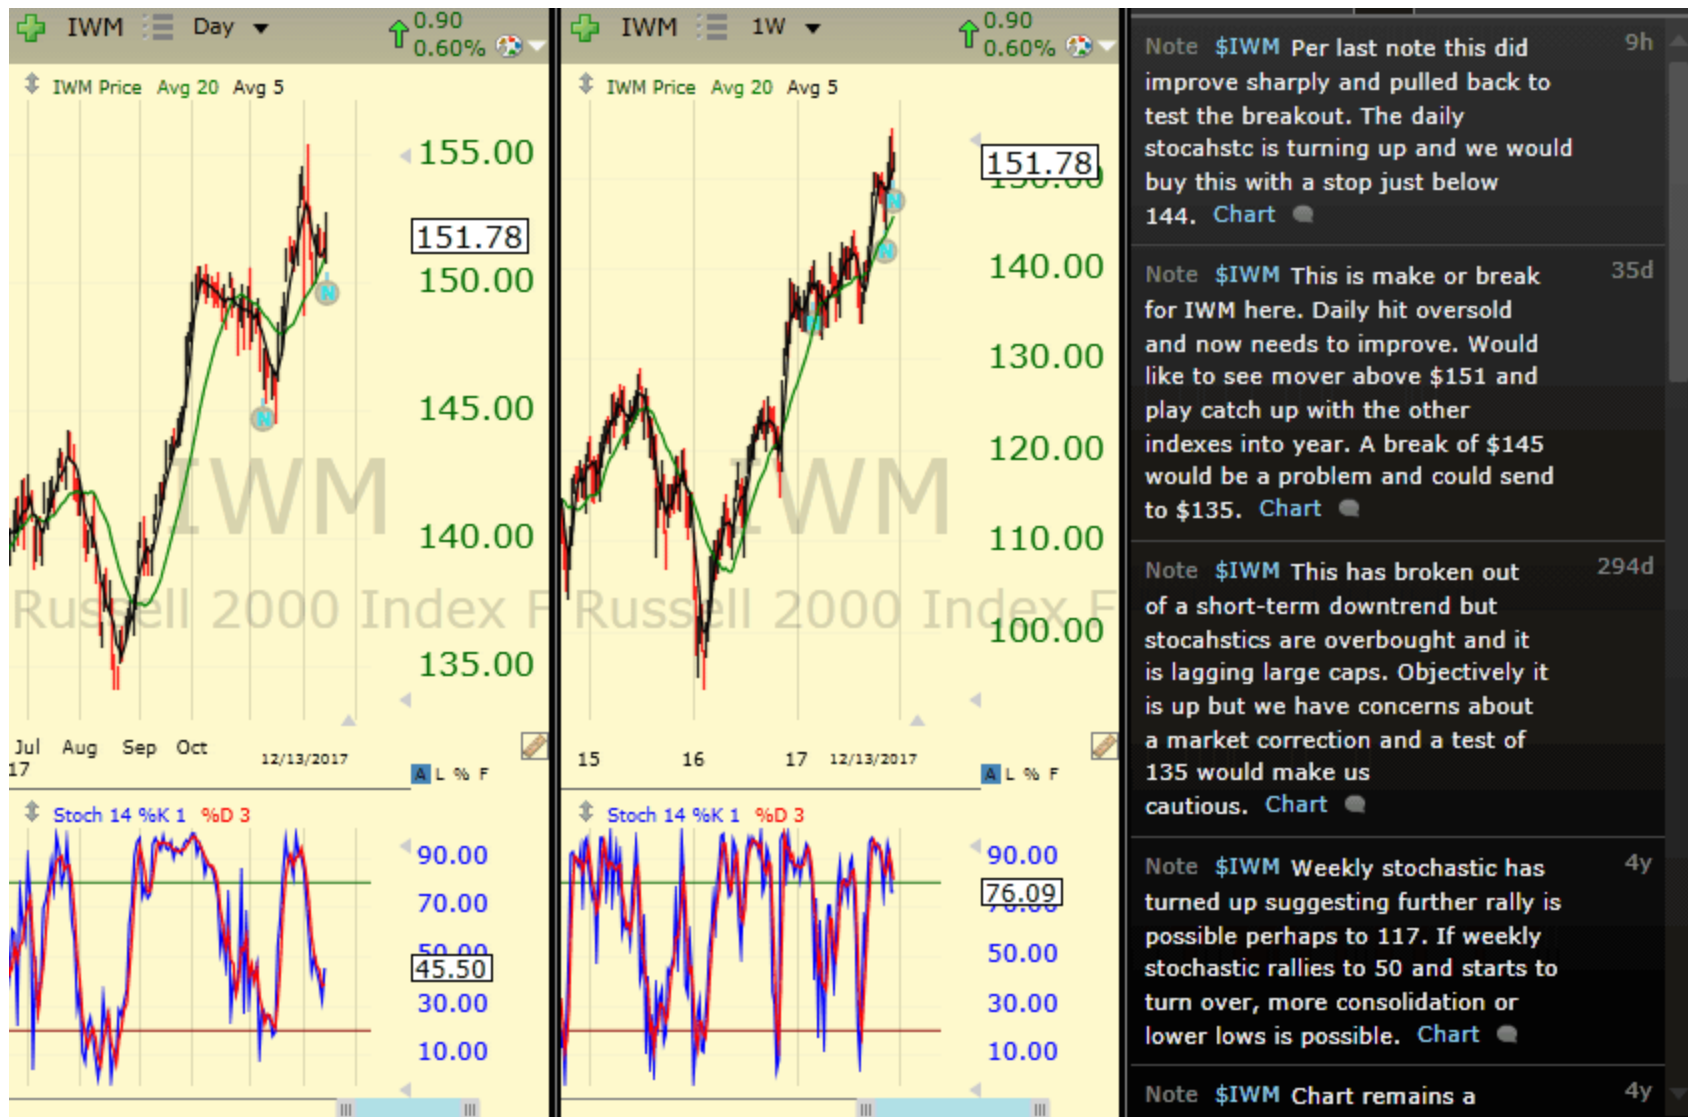 IWM Day 0.90
0.60%
IWM Price Avg 20 Avg 5
155.00
151.78
150.00
145.00
140.00
135.00
IWM
Russell 2000 Index F
Jul Aug Sep Oct 12/13/2017
17
A L % F
Stoch 14 %K 1 %D 3
90.00
70.00
50.00
45.50
30.00
10.00
IWM 1W 0.90
0.60%
IWM Price Avg 20 Avg 5
151.78
150.00
140.00
130.00
120.00
110.00
100.00
IWM
Russell 2000 Index F
15 16 17 12/13/2017
A L % F
Stoch 14 %K 1 %D 3
90.00
76.09
70.00
50.00
30.00
10.00
N
N
N
N
N
Note $IWM Per last note this did 9h
improve sharply and pulled back to
test the breakout. The daily
stocahstc is turning up and we would
buy this with a stop just below
144. Chart
Note $IWM This is make or break 35d
for IWM here. Daily hit oversold
and now needs to improve. Would
like to see mover above $151 and
play catch up with the other
indexes into year. A break of $145
would be a problem and could send
to $135. Chart
Note $IWM This has broken out 294d
of a short-term downtrend but
stocahstics are overbought and it
is lagging large caps. Objectively it
is up but we have concerns about
a market correction and a test of
135 would make us
cautious. Chart
Note $IWM Weekly stochastic has 4y
turned up suggesting further rally is
possible perhaps to 117. If weekly
stochastic rallies to 50 and starts to
turn over, more consolidation or
lower lows is possible. Chart
Note $IWM Chart remains a 4y